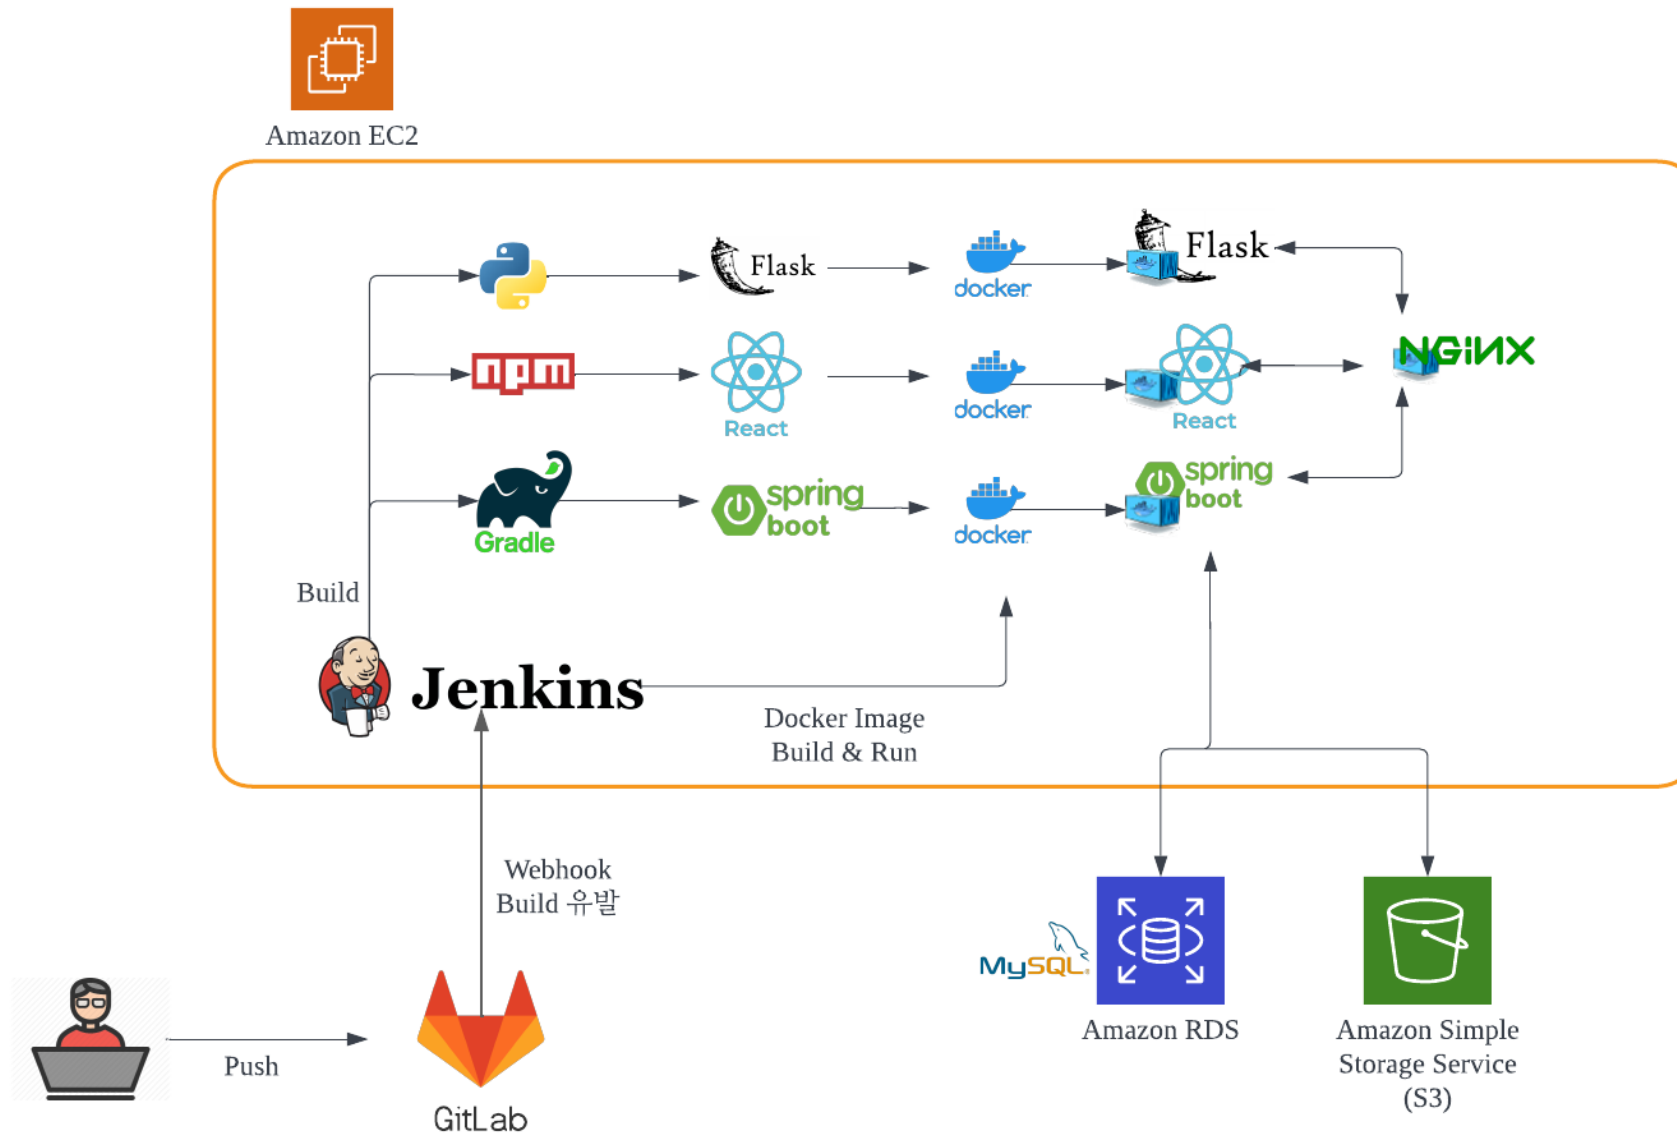 Amazon EC2
Flask
docker
Flask
npm
React
docker
React
NGiNX
Gradle
spring
boot
docker
spring
boot
Build
Jenkins
Docker Image
Build & Run
Webhook
Build 유발
Push
GitLab
MySQL
Amazon RDS
Amazon Simple
Storage Service
(S3)